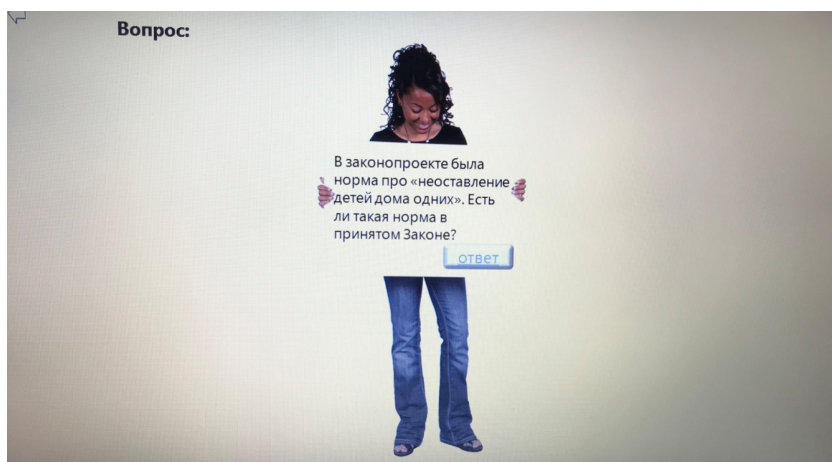 Вопрос:
В законопроекте была
норма про «неоставление
детей дома одних». Есть
ли такая норма в
принятом Законе?
ответ